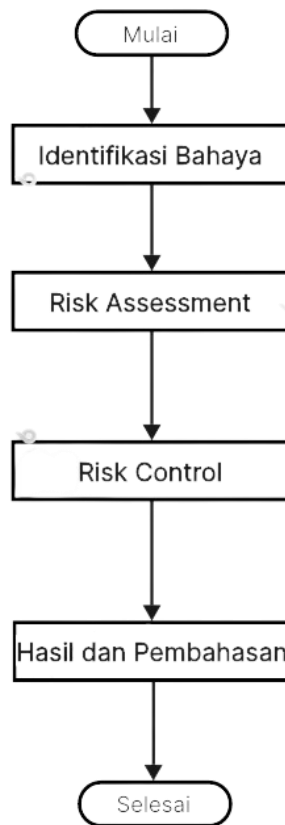 Mulai
Identifikasi Bahaya
Risk Assessment
Risk Control
Hasil dan Pembahasan
Selesai